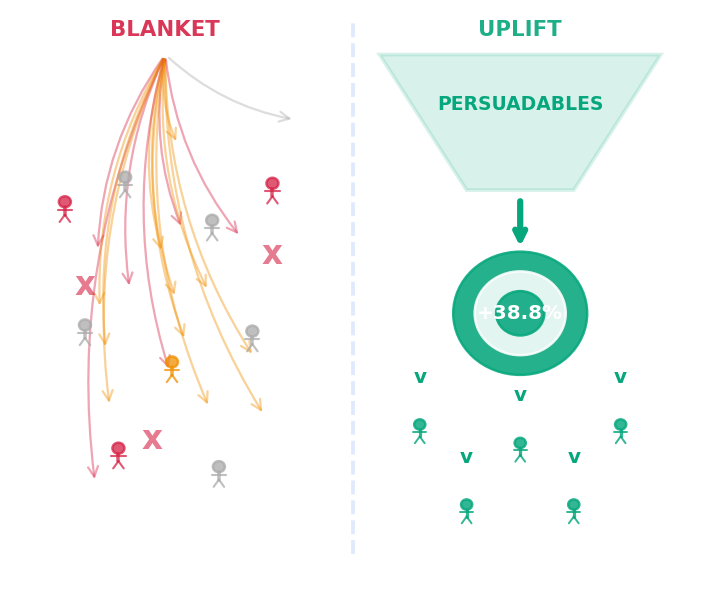 BLANKET
X
X
X
UPLIFT
PERSUADABLES
+38.8%
v
v
v
v
v